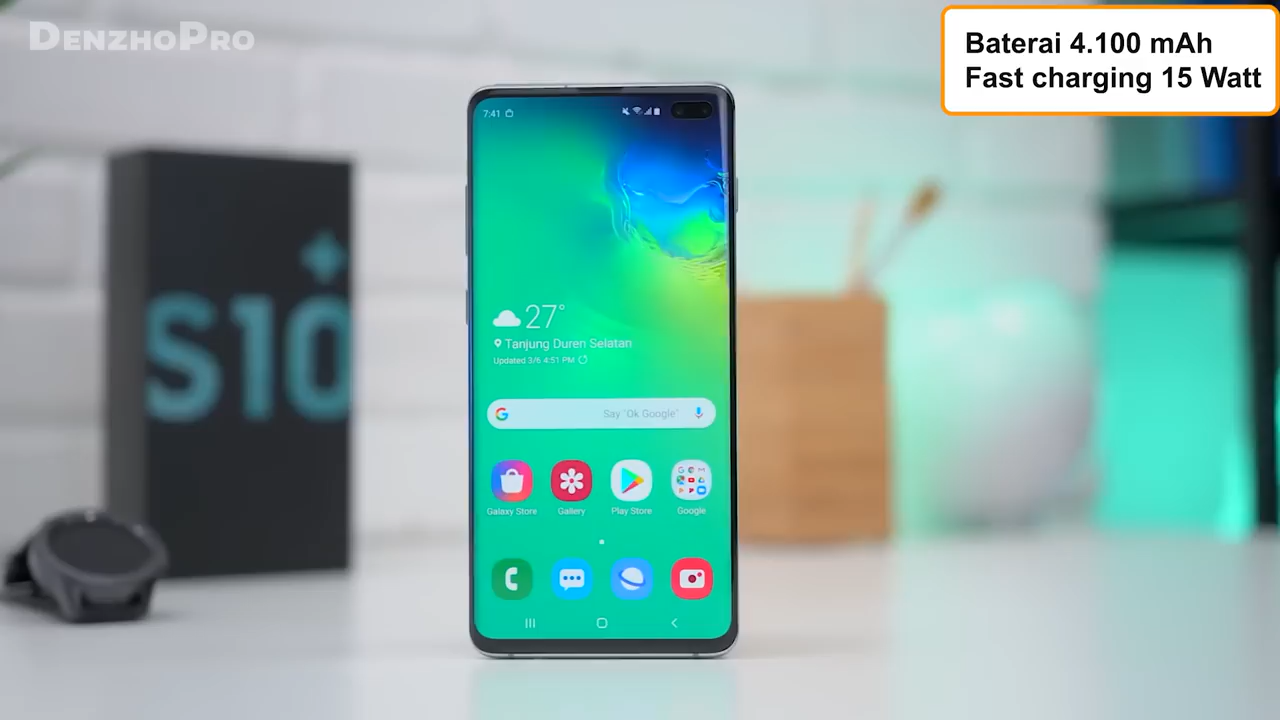 DenzhoPro
Baterai 4.100 mAh
Fast charging 15 Watt
7:41
S10
27°
Tanjung Duren Selatan
Updated 3/6 4:51 PM
Say "Ok Google"
Galaxy Store
Gallery
Play Store
Google